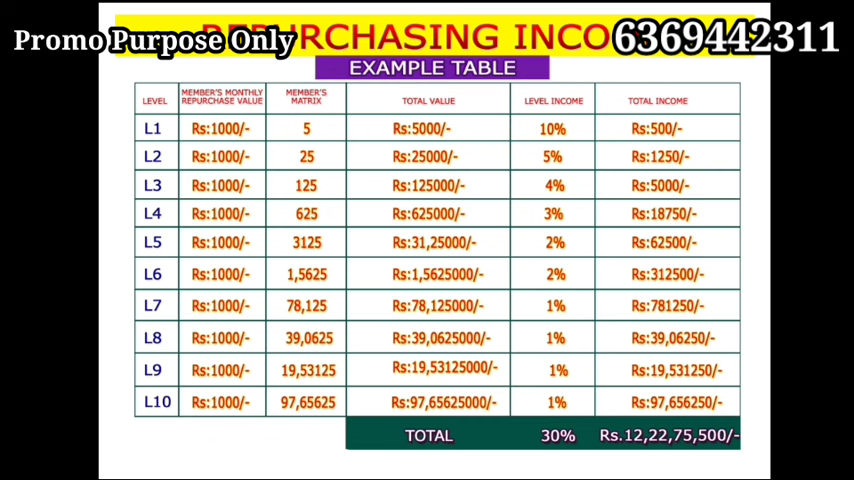 REPURCHASING INCO
Promo Purpose Only
6369442311
EXAMPLE TABLE
LEVEL MEMBER'S MONTHLY REPURCHASE VALUE MEMBER'S MATRIX TOTAL VALUE LEVEL INCOME TOTAL INCOME
L1 Rs:1000/- 5 Rs:5000/- 10% Rs:500/-
L2 Rs:1000/- 25 Rs:25000/- 5% Rs:1250/-
L3 Rs:1000/- 125 Rs:125000/- 4% Rs:5000/-
L4 Rs:1000/- 625 Rs:625000/- 3% Rs:18750/-
L5 Rs:1000/- 3125 Rs:31,25000/- 2% Rs:62500/-
L6 Rs:1000/- 1,5625 Rs:1,5625000/- 2% Rs:312500/-
L7 Rs:1000/- 78,125 Rs:78,125000/- 1% Rs:781250/-
L8 Rs:1000/- 39,0625 Rs:39,0625000/- 1% Rs:39,06250/-
L9 Rs:1000/- 19,53125 Rs:19,53125000/- 1% Rs:19,531250/-
L10 Rs:1000/- 97,65625 Rs:97,65625000/- 1% Rs:97,656250/-
TOTAL 30% Rs.12,22,75,500/-